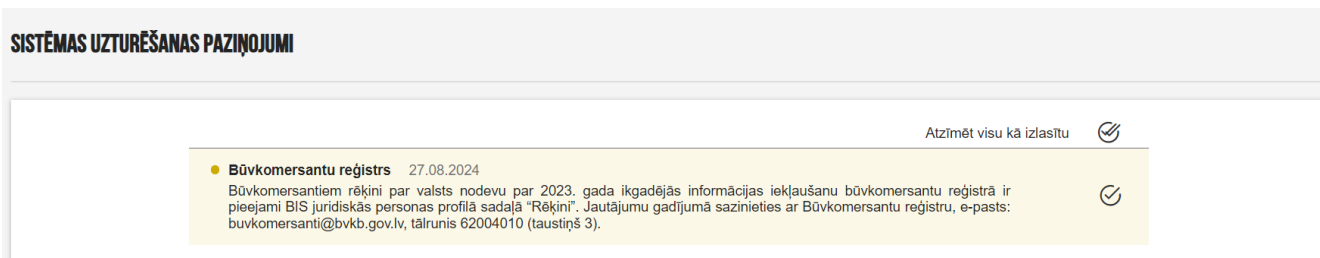 SISTĒMAS UZTURĒŠANAS PAZIŅOJUMI
Atzīmēt visu kā izlasītu
Būvkomersantu reģistrs 27.08.2024
Būvkomersantiem rēķini par valsts nodevu par 2023. gada ikgadējās informācijas iekļaušanu būvkomersantu reģistrā ir
pieejami BIS juridiskās personas profilā sadaļā “Rēķini”. Jautājumu gadījumā sazinieties ar Būvkomersantu reģistru, e-pasts:
buvkomersanti@bvkb.gov.lv, tālrunis 62004010 (taustiņš 3).